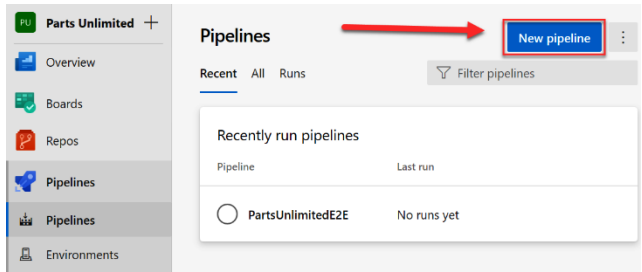 PU Parts Unlimited +
Overview
Boards
Repos
Pipelines
Pipelines
Environments
Pipelines
New pipeline
Recent All Runs
Filter pipelines
Recently run pipelines
Pipeline Last run
PartsUnlimitedE2E No runs yet